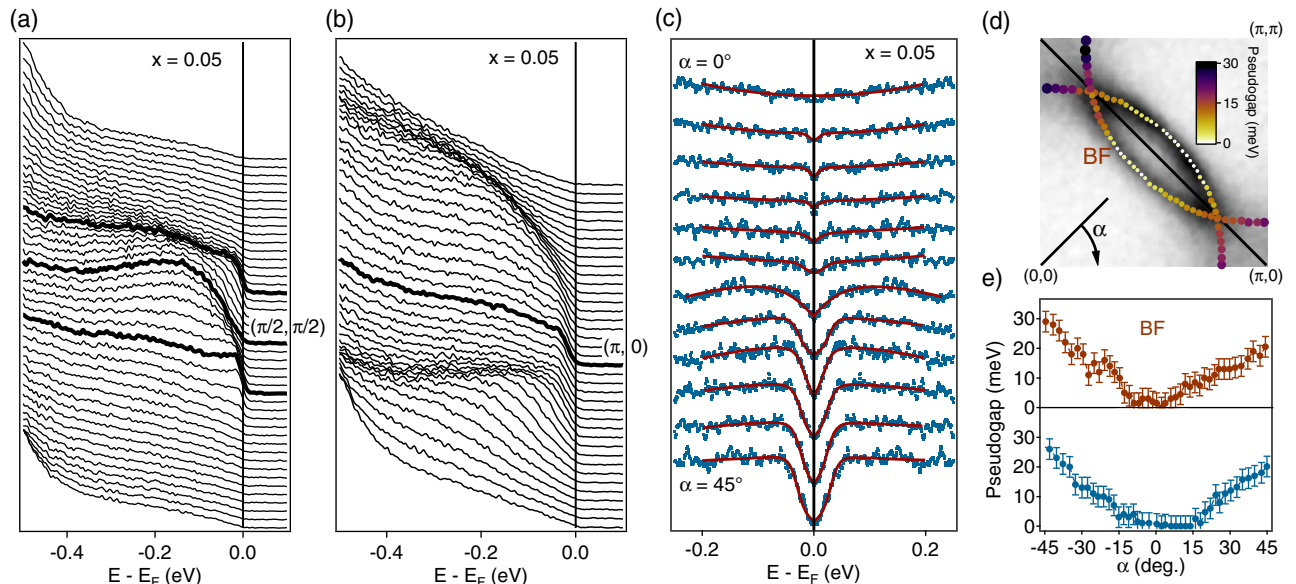 (a)
x = 0.05
(π/2, π/2)
-0.4
-0.2
0.0
E - E_F (eV)
(b)
x = 0.05
(π, 0)
-0.4
-0.2
0.0
E - E_F (eV)
(c)
α = 0°
x = 0.05
α = 45°
-0.2
0.0
0.2
E - E_F (eV)
(d)
(π,π)
30
15
0
Pseudogap (meV)
BF
α
(0,0)
(π,0)
(e)
BF
30
20
10
0
30
20
10
0
Pseudogap (meV)
-45
-30
-15
0
15
30
45
α (deg.)